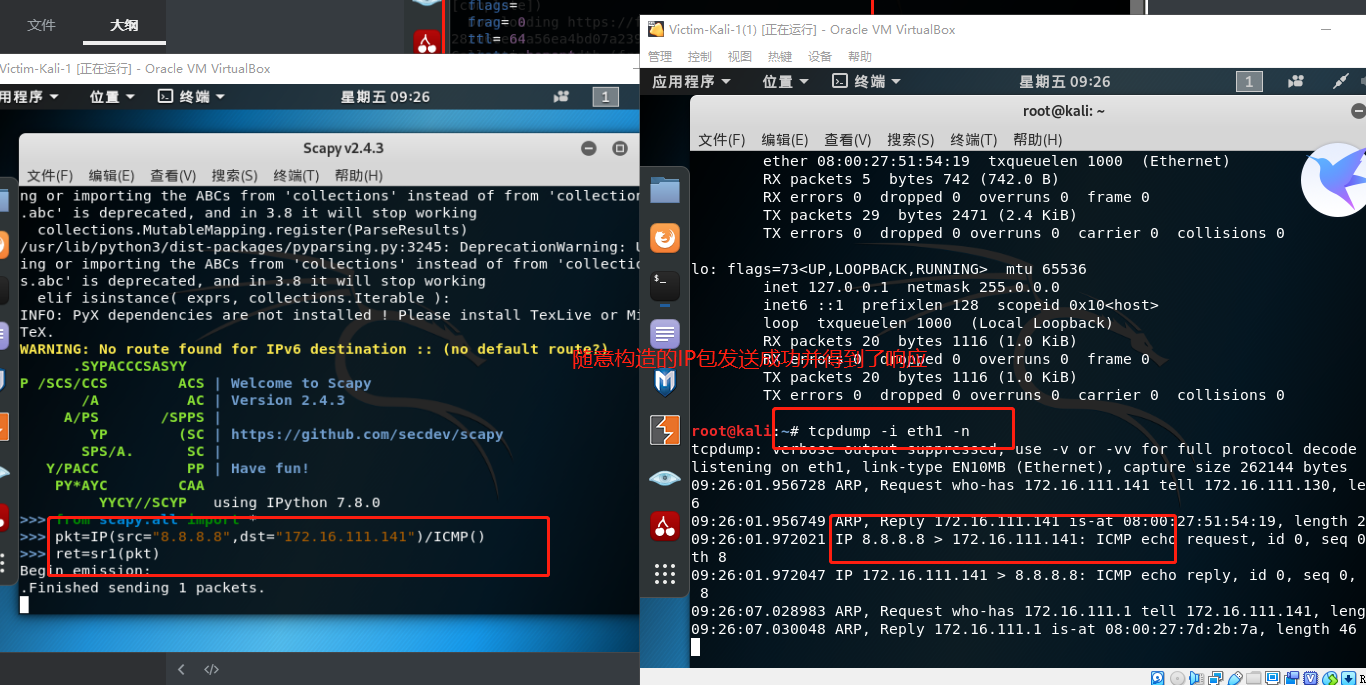 文件
大纲
flags=
frag= 0
ttl= 64
Victim-Kali-1 [正在运行] - Oracle VM VirtualBox
用程序 ▾ 位置 ▾ 终端 ▾ 星期五 09:26 1
Scapy v2.4.3
文件(F) 编辑(E) 查看(V) 搜索(S) 终端(T) 帮助(H)
ng or importing the ABCs from 'collections' instead of from 'collection
.abc' is deprecated, and in 3.8 it will stop working
collections.MutableMapping.register(ParseResults)
/usr/lib/python3/dist-packages/pyparsing.py:3245: DeprecationWarning: U
ing or importing the ABCs from 'collections' instead of from 'collectio
s.abc' is deprecated, and in 3.8 it will stop working
elif isinstance( exprs, collections.Iterable ):
INFO: PyX dependencies are not installed ! Please install TexLive or Mi
TeX.
WARNING: No route found for IPv6 destination :: (no default route?)
.SYPACCCSASYY
P /SCS/CCS ACS | Welcome to Scapy
/A AC | Version 2.4.3
A/PS /SPPS |
YP (SC | https://github.com/secdev/scapy
SPS/A. SC |
Y/PACC PP | Have fun!
PY*AYC CAA
YYCY//SCYP using IPython 7.8.0
>>> from scapy.all import *
>>> pkt=IP(src="8.8.8.8",dst="172.16.111.141")/ICMP()
>>> ret=sr1(pkt)
Begin emission:
.Finished sending 1 packets.
Victim-Kali-1(1) [正在运行] - Oracle VM VirtualBox
管理 控制 视图 热键 设备 帮助
应用程序 ▾ 位置 ▾ 终端 ▾ 星期五 09:26 1
root@kali: ~
文件(F) 编辑(E) 查看(V) 搜索(S) 终端(T) 帮助(H)
ether 08:00:27:51:54:19 txqueuelen 1000 (Ethernet)
RX packets 5 bytes 742 (742.0 B)
RX errors 0 dropped 0 overruns 0 frame 0
TX packets 29 bytes 2471 (2.4 KiB)
TX errors 0 dropped 0 overruns 0 carrier 0 collisions 0
lo: flags=73<UP,LOOPBACK,RUNNING> mtu 65536
inet 127.0.0.1 netmask 255.0.0.0
inet6 ::1 prefixlen 128 scopeid 0x10<host>
loop txqueuelen 1000 (Local Loopback)
RX packets 20 bytes 1116 (1.0 KiB)
RX errors 0 dropped 0 overruns 0 frame 0
TX packets 20 bytes 1116 (1.0 KiB)
TX errors 0 dropped 0 overruns 0 carrier 0 collisions 0
随意构造的IP包发送成功并得到了响应
root@kali:~# tcpdump -i eth1 -n
tcpdump: verbose output suppressed, use -v or -vv for full protocol decode
listening on eth1, link-type EN10MB (Ethernet), capture size 262144 bytes
09:26:01.956728 ARP, Request who-has 172.16.111.141 tell 172.16.111.130, le
6
09:26:01.956749 ARP, Reply 172.16.111.141 is-at 08:00:27:51:54:19, length 2
09:26:01.972021 IP 8.8.8.8 > 172.16.111.141: ICMP echo request, id 0, seq 0
th 8
09:26:01.972047 IP 172.16.111.141 > 8.8.8.8: ICMP echo reply, id 0, seq 0,
8
09:26:07.028983 ARP, Request who-has 172.16.111.1 tell 172.16.111.141, leng
09:26:07.030048 ARP, Reply 172.16.111.1 is-at 08:00:27:7d:2b:7a, length 46